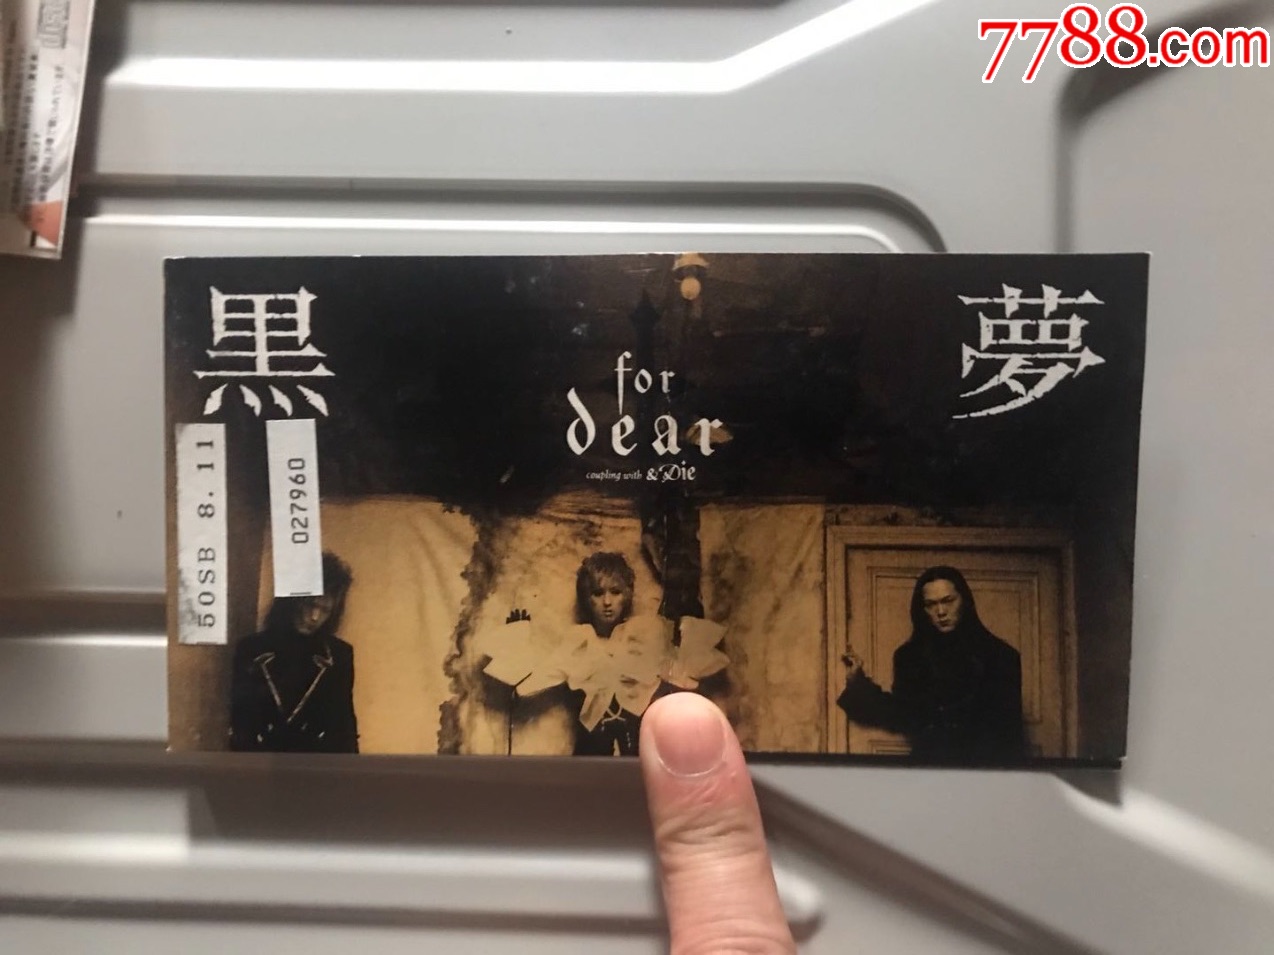 7788.com
黒夢
for
dear
coupling with & Die
50SB 8.11
027960